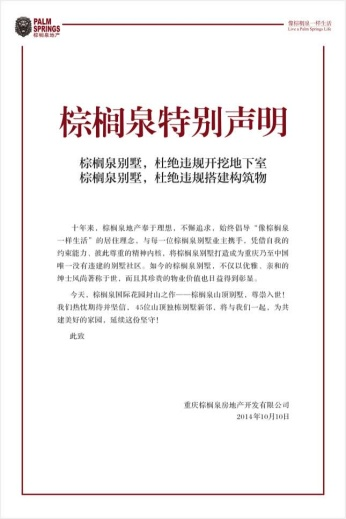 PALM
SPRINGS
棕榈泉地产
像棕榈泉一样生活
Live a Palm Springs Life
棕榈泉特别声明
棕榈泉别墅，杜绝违规开挖地下室
棕榈泉别墅，杜绝违规搭建构筑物
十年来，棕榈泉地产奉于理想，不懈追求，始终倡导“像棕榈泉
一样生活”的居住理念，与每一位棕榈泉别墅业主携手，凭借自我的
约束能力、彼此尊重的精神内核，将棕榈泉别墅打造成为重庆乃至中国
唯一没有违建的别墅社区。如今的棕榈泉别墅，不仅以优雅、亲和的
绅士风尚著称于世，而且其珍贵的物业价值也日益得到彰显。
今天，棕榈泉国际花园封山之作——棕榈泉山顶别墅，尊崇入世！
我们热忱期待并坚信，45位山顶独栋别墅新邻，将与我们一起，为共
建美好的家园，延续这份坚守！
此致
重庆棕榈泉房地产开发有限公司
2014年10月10日